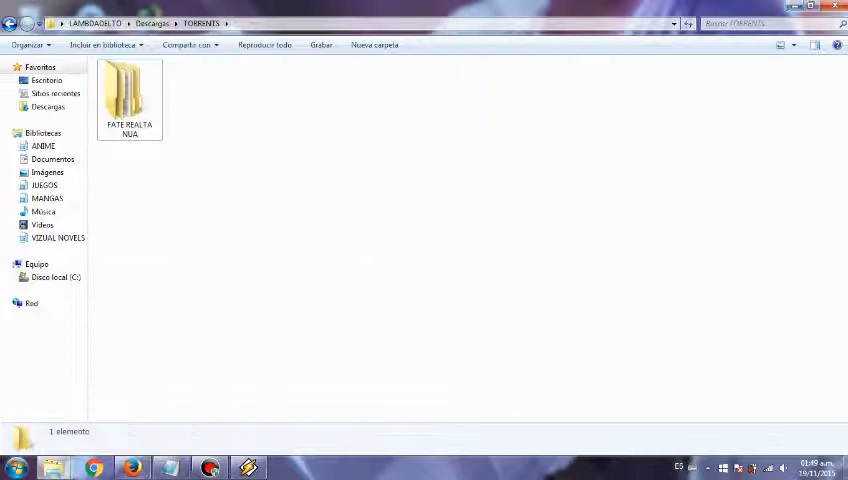 LAMBDADELTO ▸ Descargas ▸ TORRENTS ▸
Buscar TORRENTS
Organizar Incluir en biblioteca Compartir con Reproducir todo Grabar Nueva carpeta
Favoritos
Escritorio
Sitios recientes
Descargas
Bibliotecas
ANIME
Documentos
Imágenes
JUEGOS
MANGAS
Música
Vídeos
VIZUAL NOVELS
Equipo
Disco local (C:)
Red
FATE REALTA
NUA
1 elemento
ES
01:49 a.m.
19/11/2015